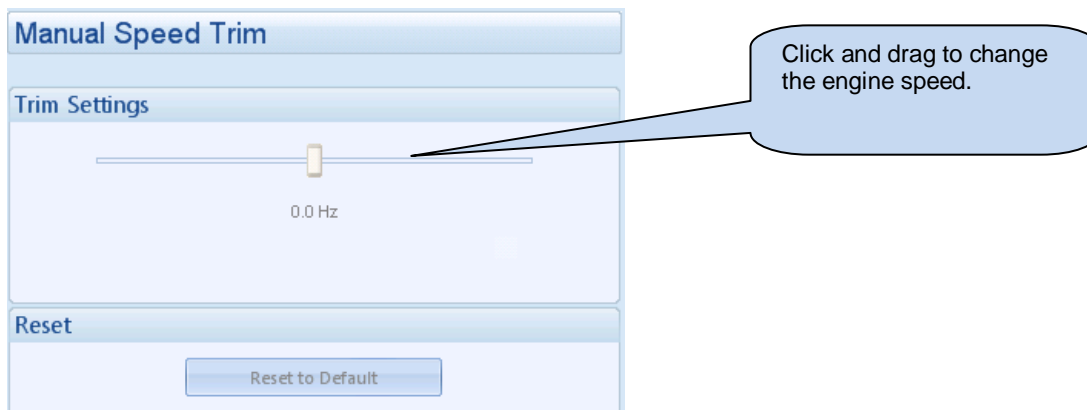 Manual Speed Trim
Click and drag to change
the engine speed.
Trim Settings
0.0 Hz
Reset
Reset to Default